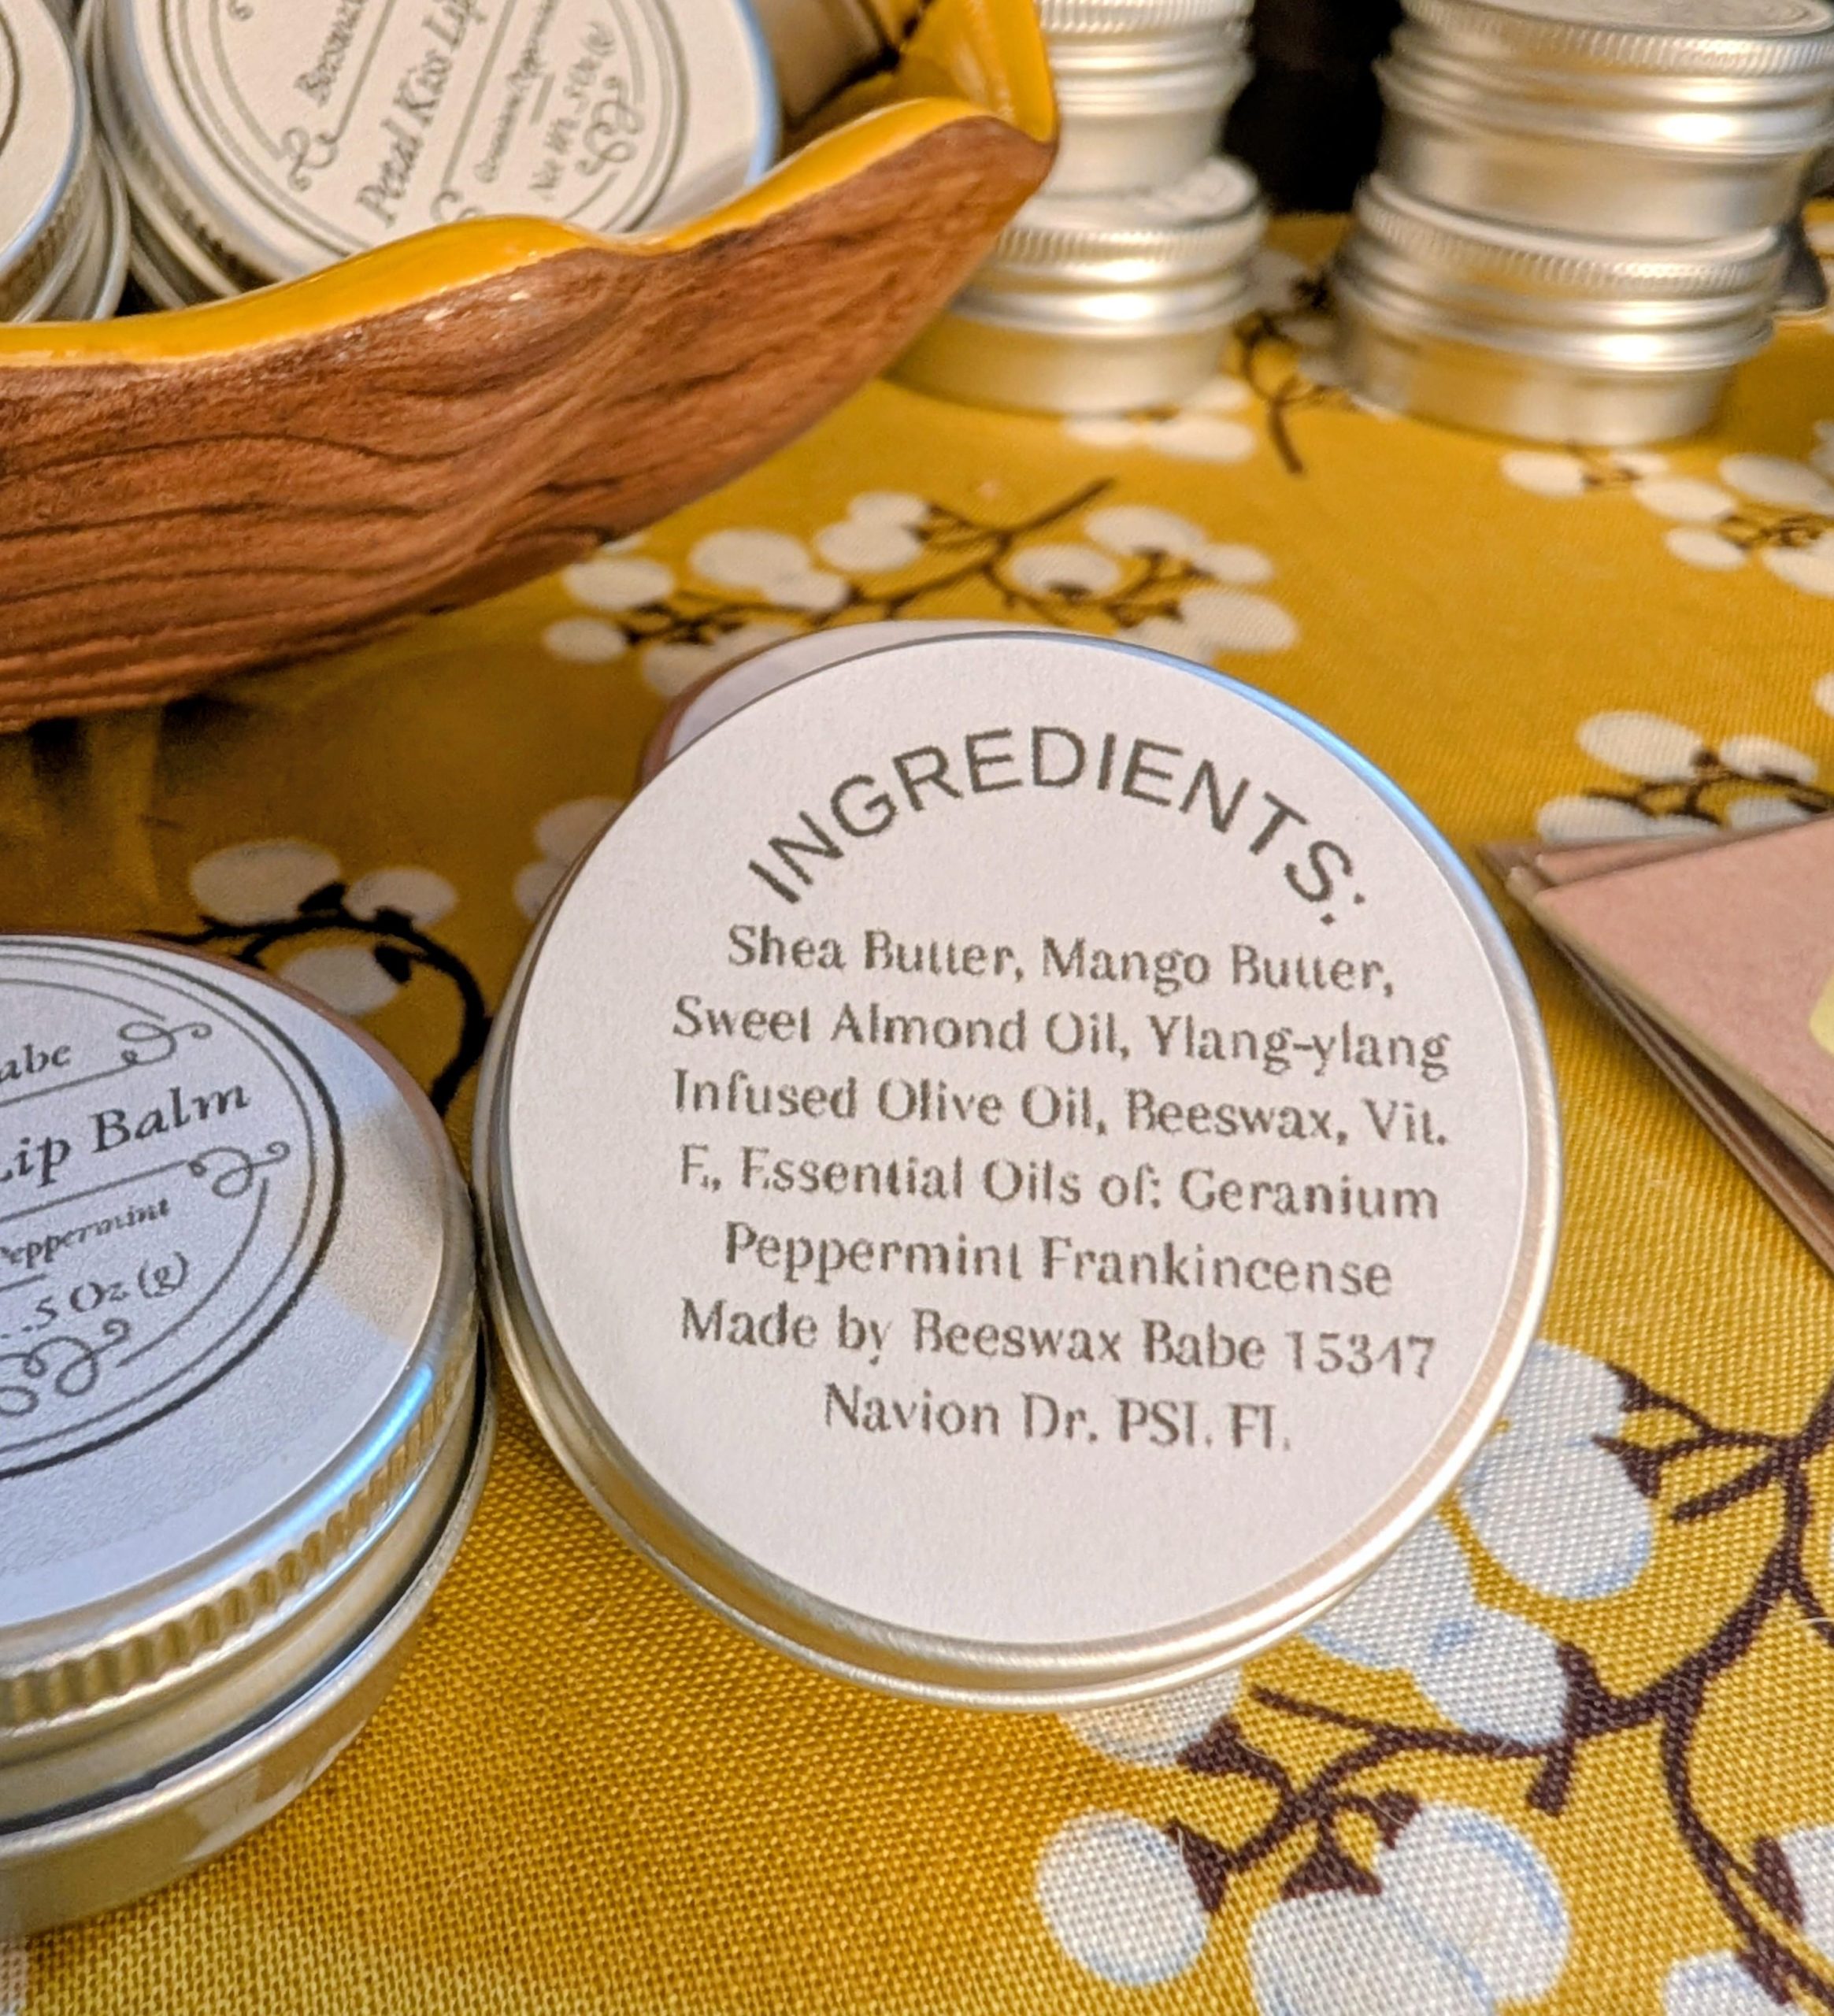 Petal Kiss Lip
INGREDIENTS:
Shea Butter, Mango Butter,
Sweet Almond Oil, Ylang-ylang
Infused Olive Oil, Beeswax, Vit.
E, Essential Oils of: Geranium
Peppermint Frankincense
Made by Beeswax Babe 15347
Navion Dr. PSL FL
abe
Lip Balm
Peppermint
.5 Oz (g)